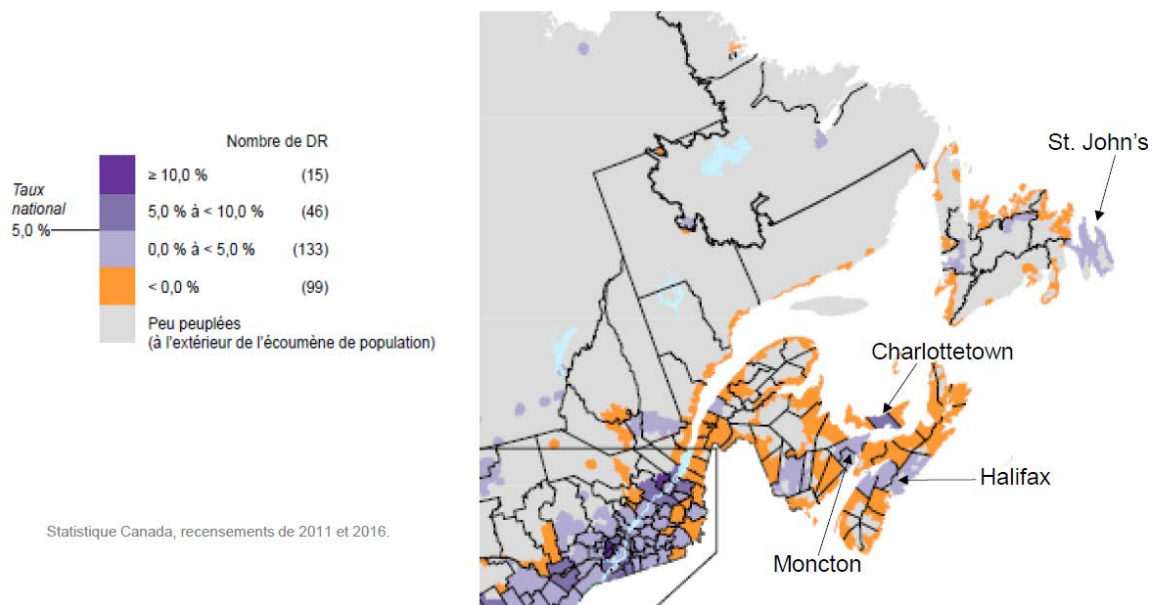 Nombre de DR
Taux
national
5,0 %
≥ 10,0 % (15)
5,0 % à < 10,0 % (46)
0,0 % à < 5,0 % (133)
< 0,0 % (99)
Peu peuplées
(à l'extérieur de l'écoumène de population)
Statistique Canada, recensements de 2011 et 2016.
St. John's
Charlottetown
Halifax
Moncton